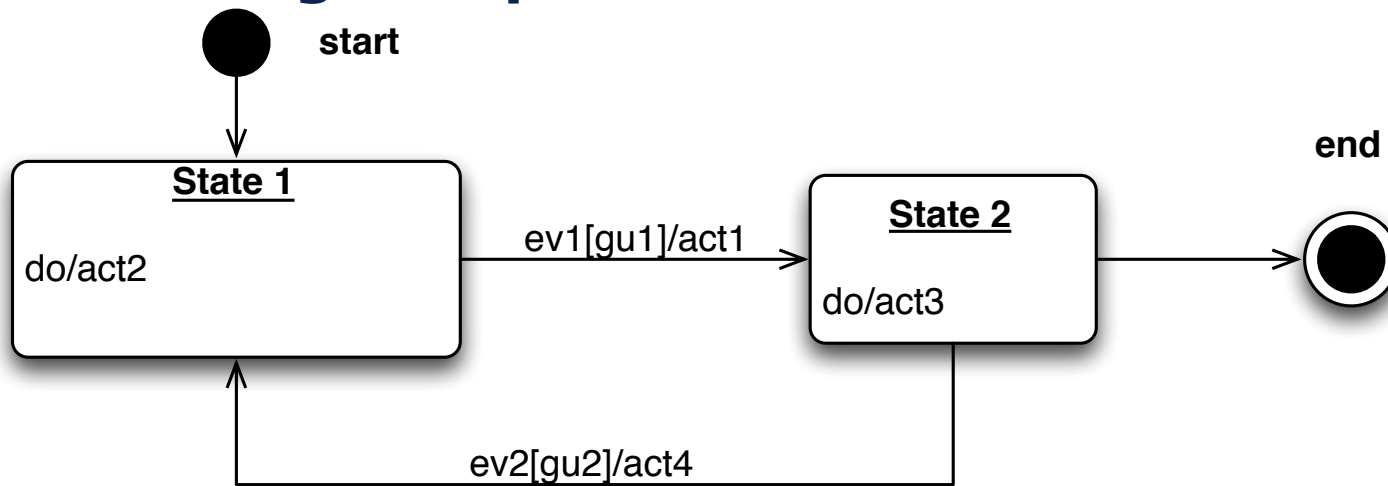 start
end
State 1
State 2
ev1[gu1]/act1
do/act2
do/act3
ev2[gu2]/act4